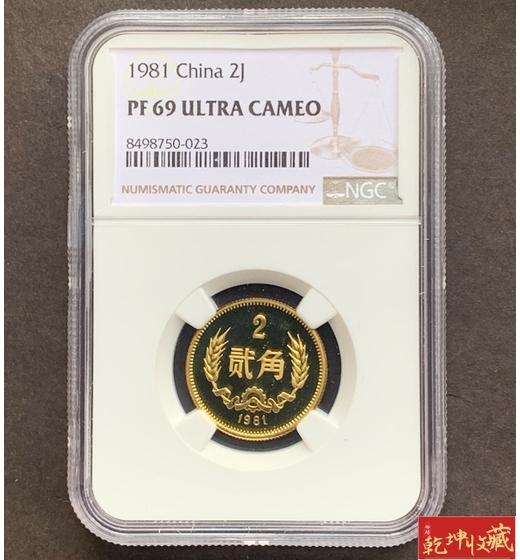 1981 China 2J
PF 69 ULTRA CAMEO
8498750-023
NUMISMATIC GUARANTY COMPANY
NGC®
2
贰角
1981
乾坤收藏